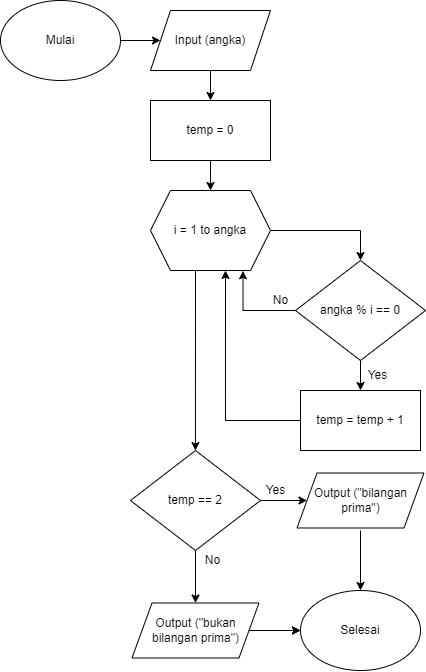 Mulai
Input (angka)
temp = 0
i = 1 to angka
No
angka % i == 0
Yes
temp = temp + 1
temp == 2
Yes
Output ("bilangan
prima")
No
Output ("bukan
bilangan prima")
Selesai